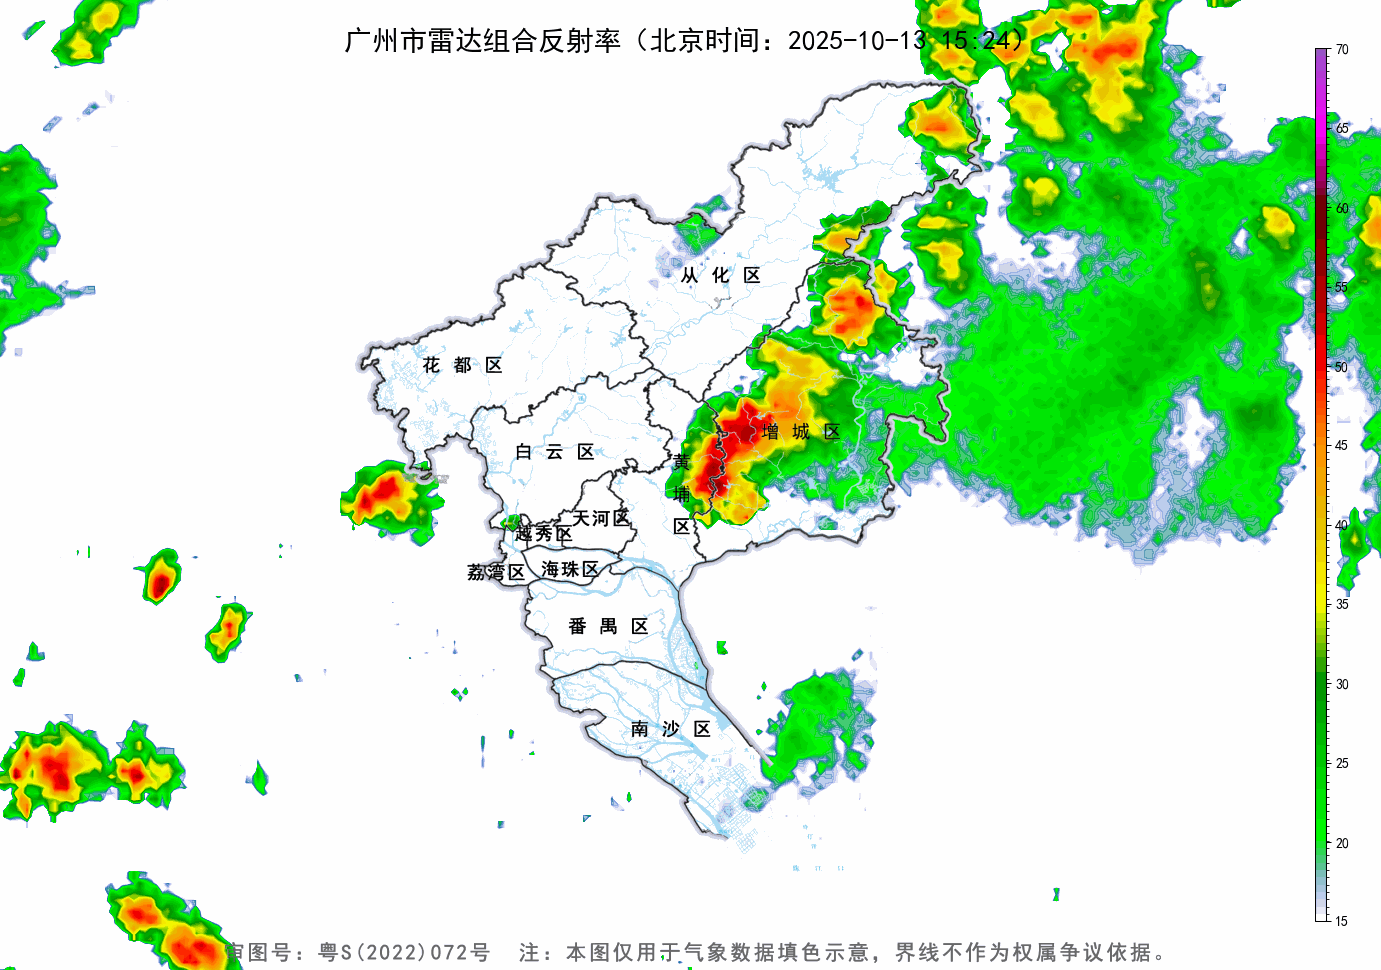 广州市雷达组合反射率（北京时间：2025-10-13 15:24）
70
65
60
55
50
45
40
35
30
25
20
15
从化区
花都区
增城区
白云区
黄埔区
天河区
越秀区
荔湾区
海珠区
番禺区
南沙区
审图号：粤S(2022)072号 注：本图仅用于气象数据填色示意，界线不作为权属争议依据。